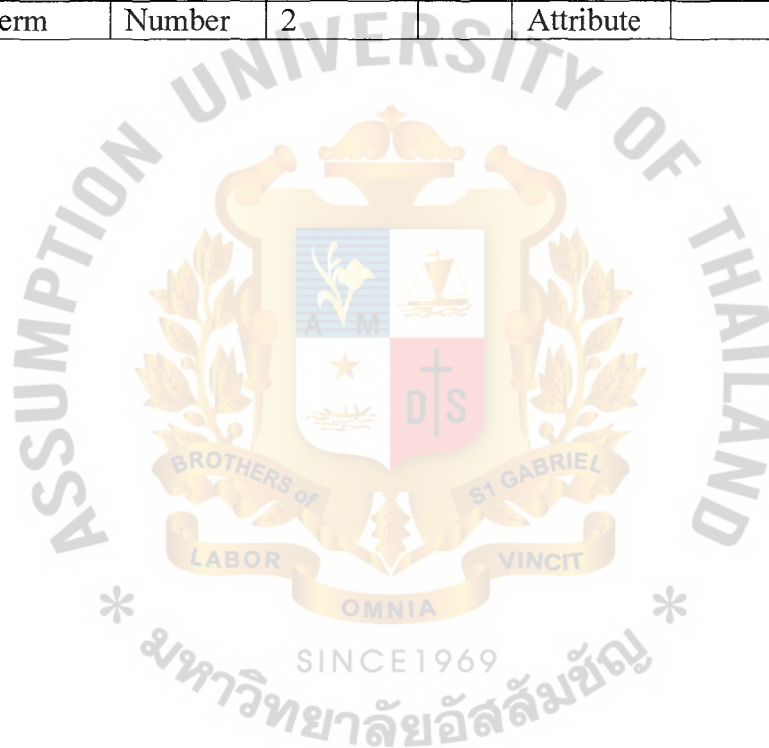 erm Number 2 Attribute
ASSUMPTION UNIVERSITY OF THAILAND
A M
D S
BROTHERS of S1 GABRIEL
LABOR VINCIT
OMNIA
* SINCE1969 *
มหาวิทยาลัยอัสสัมชัญ